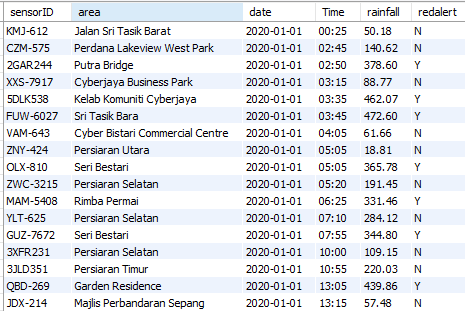 sensorID area date Time rainfall redalert
KMJ-612 Jalan Sri Tasik Barat 2020-01-01 00:25 50.18 N
CZM-575 Perdana Lakeview West Park 2020-01-01 02:45 140.62 N
2GAR244 Putra Bridge 2020-01-01 02:50 378.60 Y
XXS-7917 Cyberjaya Business Park 2020-01-01 03:15 88.77 N
5DLK538 Kelab Komuniti Cyberjaya 2020-01-01 03:35 462.07 Y
FUW-6027 Sri Tasik Bara 2020-01-01 03:45 472.60 Y
VAM-643 Cyber Bistari Commercial Centre 2020-01-01 04:05 61.66 N
ZNY-424 Persiaran Utara 2020-01-01 05:05 18.81 N
OLX-810 Seri Bestari 2020-01-01 05:05 365.78 Y
ZWC-3215 Persiaran Selatan 2020-01-01 05:20 191.45 N
MAM-5408 Rimba Permai 2020-01-01 06:25 331.46 Y
YLT-625 Persiaran Selatan 2020-01-01 07:10 284.12 N
GUZ-7672 Seri Bestari 2020-01-01 07:55 344.80 Y
3XFR231 Persiaran Selatan 2020-01-01 10:00 109.15 N
3JLD351 Persiaran Timur 2020-01-01 10:55 220.03 N
QBD-269 Garden Residence 2020-01-01 13:05 439.86 Y
JDX-214 Majlis Perbandaran Sepang 2020-01-01 13:15 57.48 N